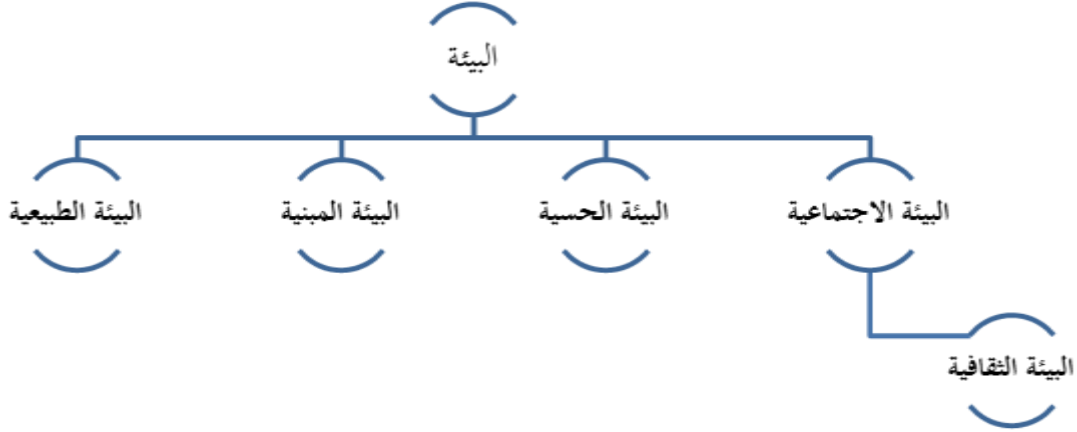 البيئة
البيئة الاجتماعية
البيئة الحسية
البيئة المبنية
البيئة الطبيعية
البيئة الثقافية